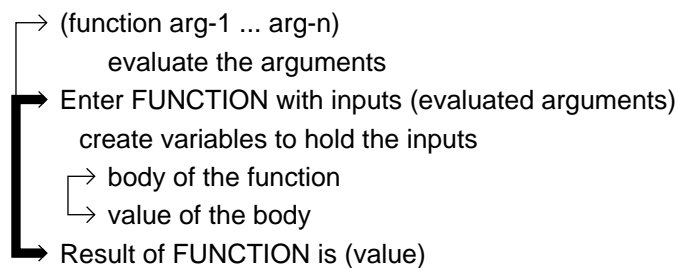 (function arg-1 ... arg-n)
evaluate the arguments
Enter FUNCTION with inputs (evaluated arguments)
create variables to hold the inputs
body of the function
value of the body
Result of FUNCTION is (value)